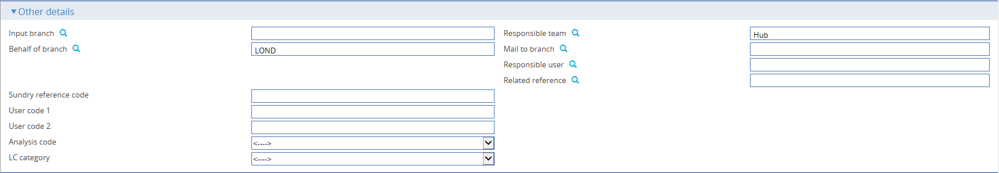 Other details
Input branch
Responsible team Hub
Behalf of branch LOND
Mail to branch
Responsible user
Related reference
Sundry reference code
User code 1
User code 2
Analysis code <---->
LC category <---->